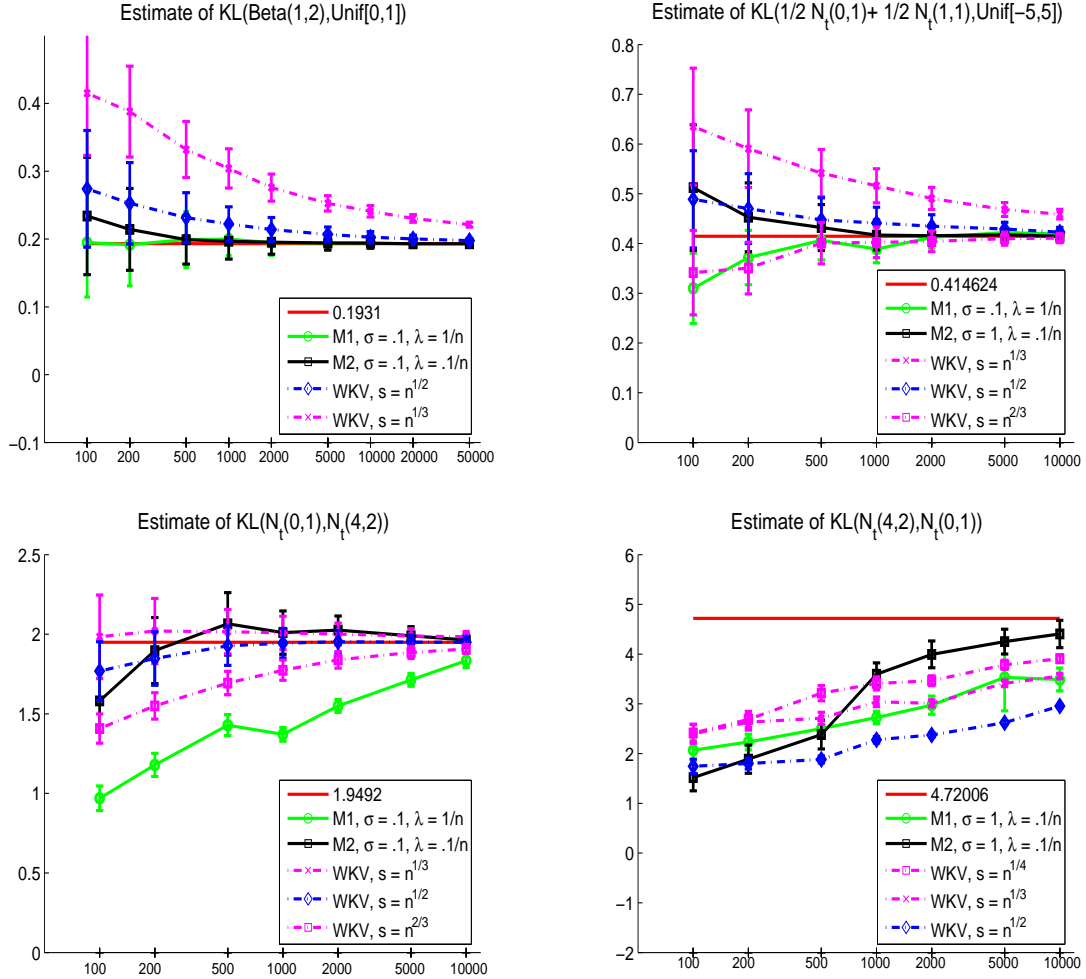 Estimate of KL(Beta(1,2),Unif[0,1])
0.4
0.3
0.2
0.1
0
−0.1
100 200 500 1000 2000 5000 10000 20000 50000
0.1931
M1, σ = .1, λ = 1/n
M2, σ = .1, λ = .1/n
WKV, s = n^{1/2}
WKV, s = n^{1/3}
Estimate of KL(1/2 N_t(0,1)+ 1/2 N_t(1,1),Unif[−5,5])
0.8
0.7
0.6
0.5
0.4
0.3
0.2
0.1
0
100 200 500 1000 2000 5000 10000
0.414624
M1, σ = .1, λ = 1/n
M2, σ = 1, λ = .1/n
WKV, s = n^{1/3}
WKV, s = n^{1/2}
WKV, s = n^{2/3}
Estimate of KL(N_t(0,1),N_t(4,2))
2.5
2
1.5
1
0.5
0
100 200 500 1000 2000 5000 10000
1.9492
M1, σ = .1, λ = 1/n
M2, σ = .1, λ = .1/n
WKV, s = n^{1/3}
WKV, s = n^{1/2}
WKV, s = n^{2/3}
Estimate of KL(N_t(4,2),N_t(0,1))
6
5
4
3
2
1
0
−1
−2
100 200 500 1000 2000 5000 10000
4.72006
M1, σ = 1, λ = .1/n
M2, σ = 1, λ = .1/n
WKV, s = n^{1/4}
WKV, s = n^{1/3}
WKV, s = n^{1/2}